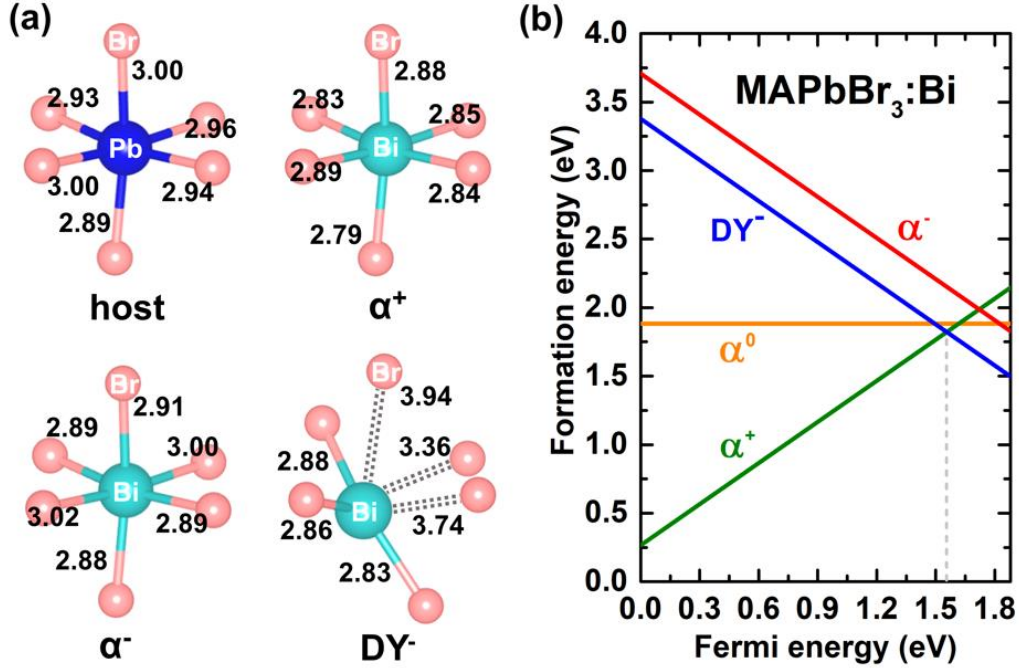 (a)
Br
3.00
2.93
2.96
Pb
3.00
2.94
2.89
host
Br
2.88
2.83
2.85
Bi
2.89
2.84
2.79
α⁺
Br
2.91
2.89
3.00
Bi
3.02
2.89
2.88
α⁻
Br
3.94
3.36
2.88
Bi
2.86
3.74
2.83
DY⁻
(b)
4.0
3.5
3.0
2.5
2.0
1.5
1.0
0.5
0.0
Formation energy (eV)
MAPbBr₃:Bi
α⁻
DY⁻
α⁰
α⁺
0.0 0.3 0.6 0.9 1.2 1.5 1.8
Fermi energy (eV)